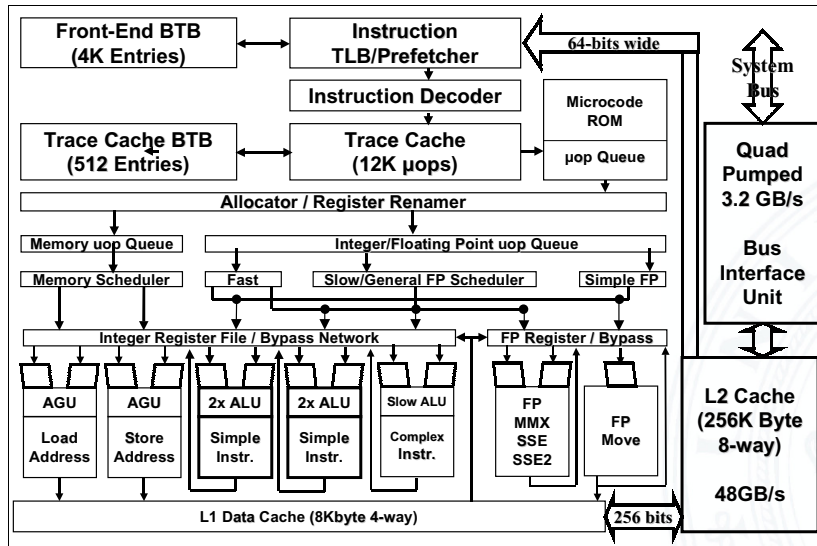 Front-End BTB
(4K Entries)
Instruction
TLB/Prefetcher
64-bits wide
System
Bus
Instruction Decoder
Microcode
ROM
Trace Cache BTB
(512 Entries)
Trace Cache
(12K µops)
µop Queue
Quad
Pumped
3.2 GB/s
Bus
Interface
Unit
Allocator / Register Renamer
Memory uop Queue
Integer/Floating Point uop Queue
Memory Scheduler
Fast
Slow/General FP Scheduler
Simple FP
Integer Register File / Bypass Network
FP Register / Bypass
AGU
Load
Address
AGU
Store
Address
2x ALU
Simple
Instr.
2x ALU
Simple
Instr.
Slow ALU
Complex
Instr.
FP
MMX
SSE
SSE2
FP
Move
L2 Cache
(256K Byte
8-way)
48GB/s
L1 Data Cache (8Kbyte 4-way)
256 bits